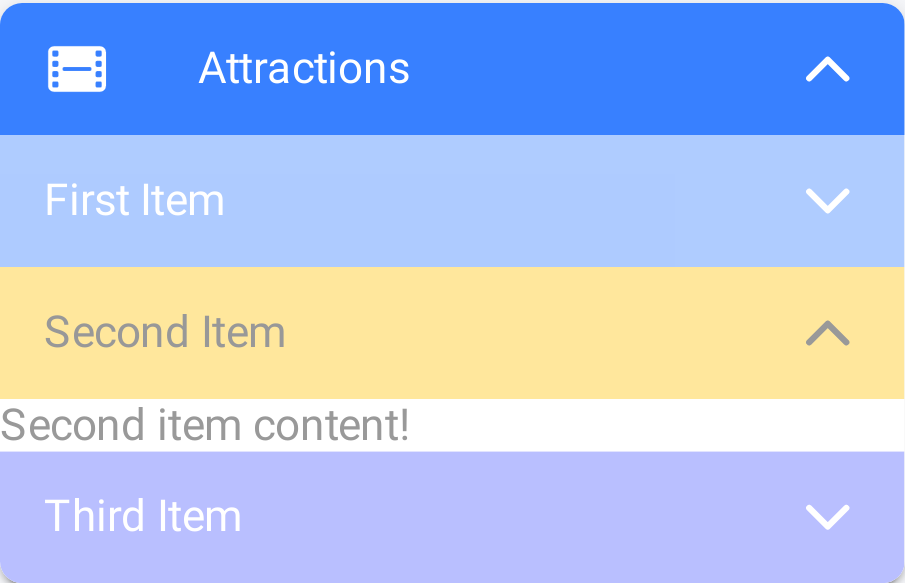 Attractions
First Item
Second Item
Second item content!
Third Item